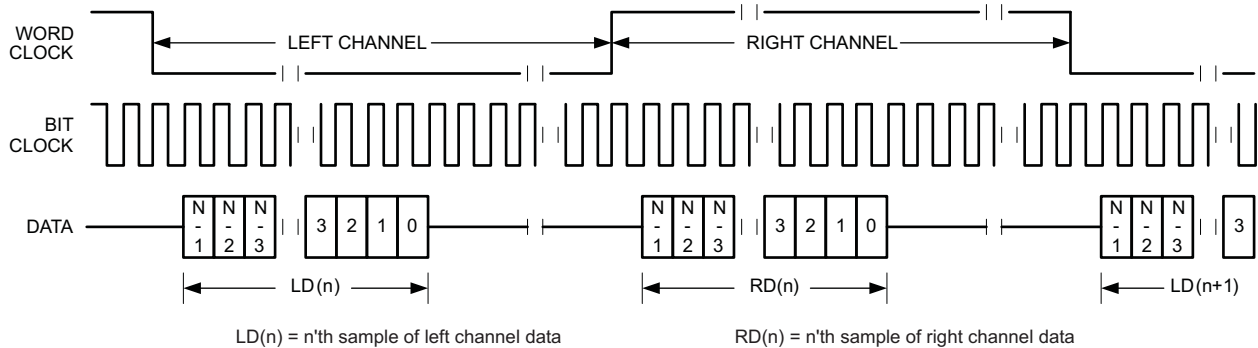 WORD
CLOCK
LEFT CHANNEL
RIGHT CHANNEL
BIT
CLOCK
DATA
N-1 N-2 N-3 3 2 1 0
N-1 N-2 N-3 3 2 1 0
N-1 N-2 N-3 3
LD(n)
RD(n)
LD(n+1)
LD(n) = n'th sample of left channel data
RD(n) = n'th sample of right channel data